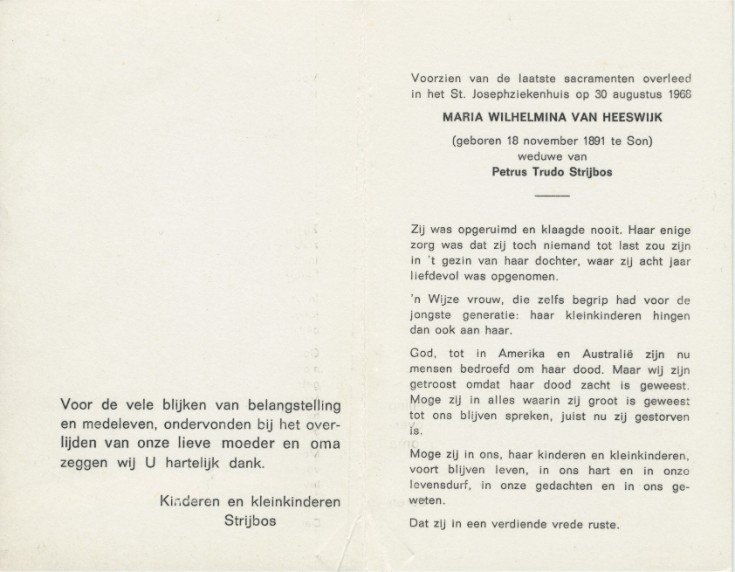 Voor de vele blijken van belangstelling
en medeleven, ondervonden bij het over-
lijden van onze lieve moeder en oma
zeggen wij U hartelijk dank.
Kinderen en kleinkinderen
Strijbos
Voorzien van de laatste sacramenten overleed
in het St. Josephziekenhuis op 30 augustus 1968
MARIA WILHELMINA VAN HEESWIJK
(geboren 18 november 1891 te Son)
weduwe van
Petrus Trudo Strijbos
Zij was opgeruimd en klaagde nooit. Haar enige
zorg was dat zij toch niemand tot last zou zijn
in 't gezin van haar dochter, waar zij acht jaar
liefdevol was opgenomen.
'n Wijze vrouw, die zelfs begrip had voor de
jongste generatie: haar kleinkinderen hingen
dan ook aan haar.
God, tot in Amerika en Australië zijn nu
mensen bedroefd om haar dood. Maar wij zijn
getroost omdat haar dood zacht is geweest.
Moge zij in alles waarin zij groot is geweest
tot ons blijven spreken, juist nu zij gestorven
is.
Moge zij in ons, haar kinderen en kleinkinderen,
voort blijven leven, in ons hart en in onze
levensdurf, in onze gedachten en in ons ge-
weten.
Dat zij in een verdiende vrede ruste.